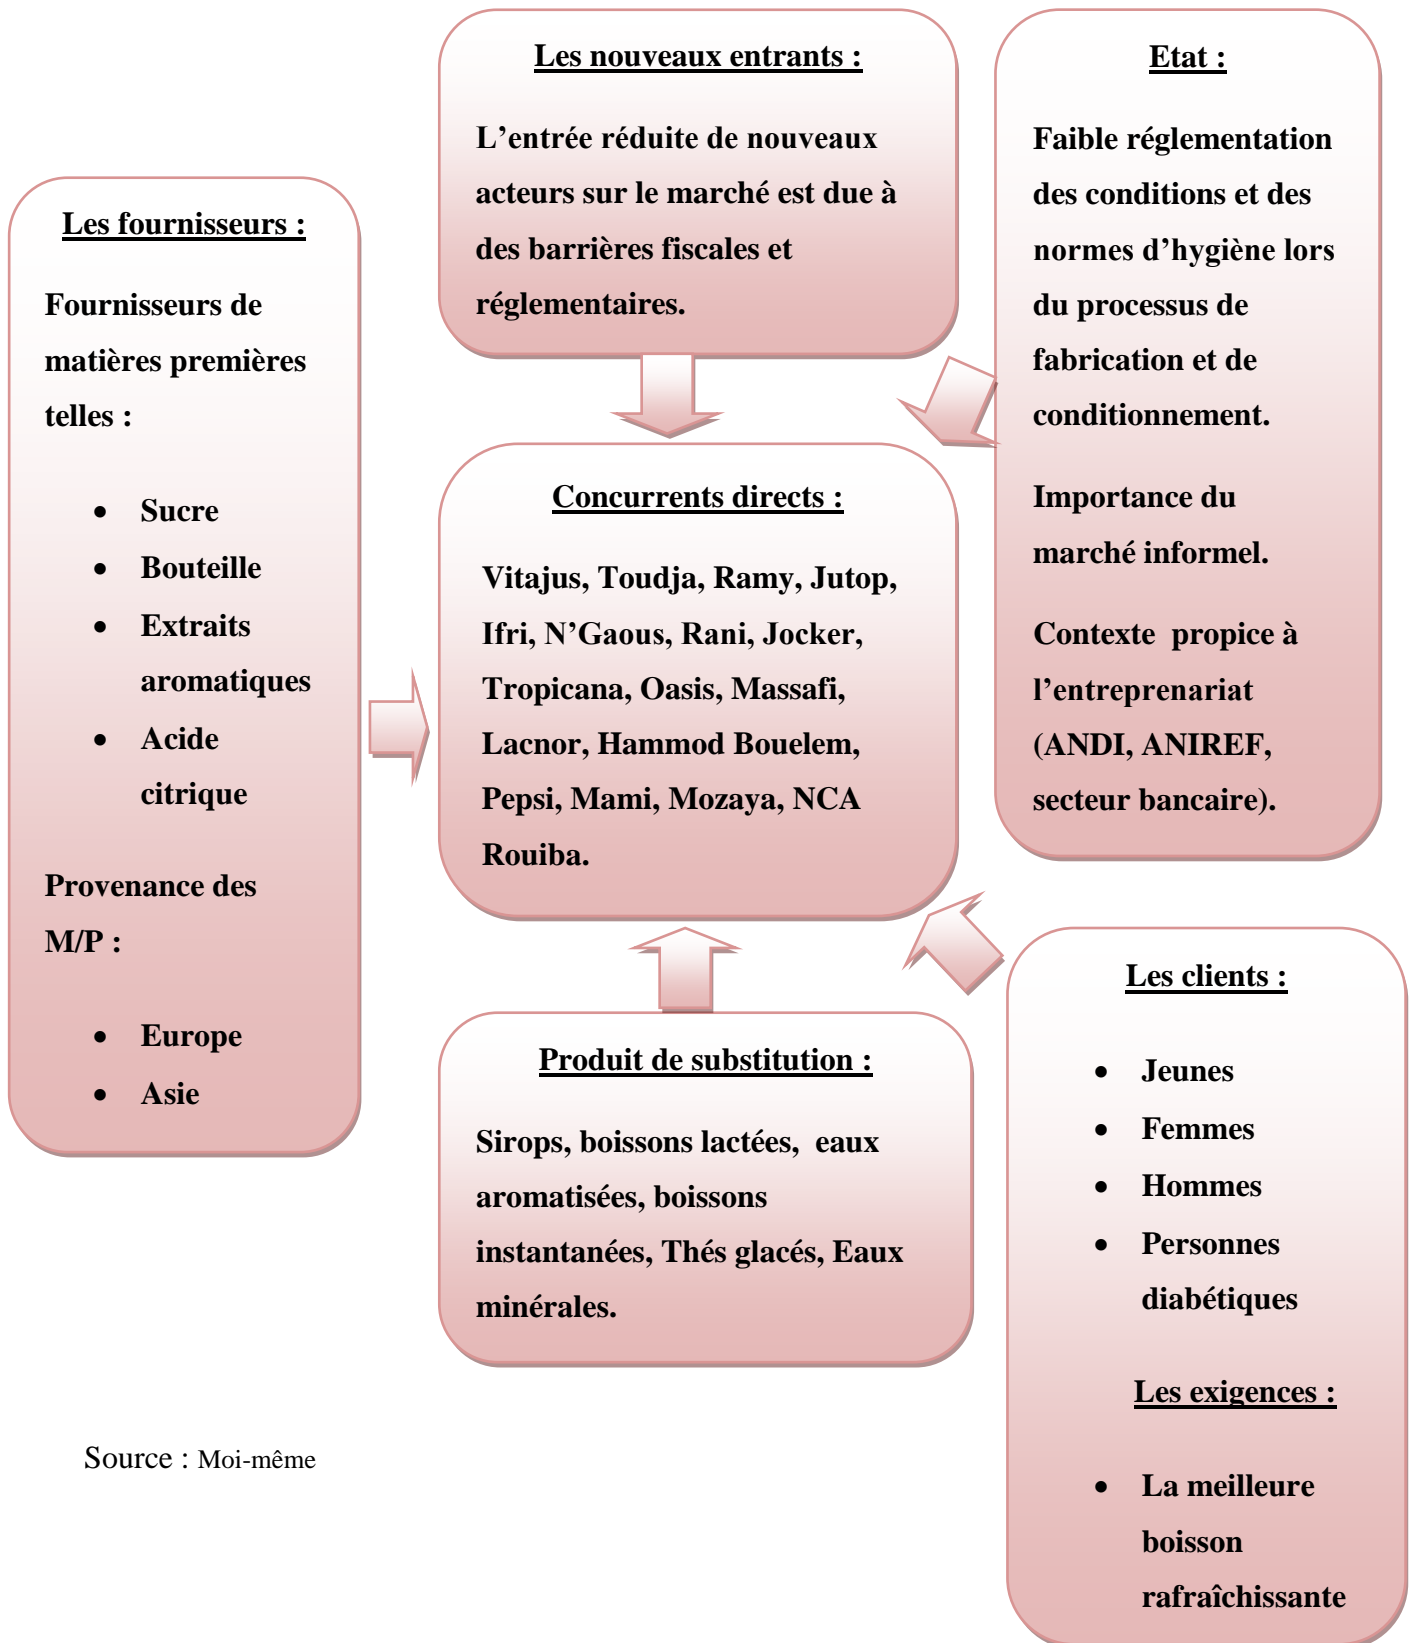 Les nouveaux entrants :
L’entrée réduite de nouveaux
acteurs sur le marché est due à
des barrières fiscales et
réglementaires.
Etat :
Faible réglementation
des conditions et des
normes d’hygiène lors
du processus de
fabrication et de
conditionnement.
Importance du
marché informel.
Contexte propice à
l’entreprenariat
(ANDI, ANIREF,
secteur bancaire).
Les fournisseurs :
Fournisseurs de
matières premières
telles :
• Sucre
• Bouteille
• Extraits
aromatiques
• Acide
citrique
Provenance des
M/P :
• Europe
• Asie
Concurrents directs :
Vitajus, Toudja, Ramy, Jutop,
Ifri, N’Gaous, Rani, Jocker,
Tropicana, Oasis, Massafi,
Lacnor, Hammod Bouelem,
Pepsi, Mami, Mozaya, NCA
Rouiba.
Les clients :
• Jeunes
• Femmes
• Hommes
• Personnes
diabétiques
Les exigences :
• La meilleure
boisson
rafraîchissante
Produit de substitution :
Sirops, boissons lactées, eaux
aromatisées, boissons
instantanées, Thés glacés, Eaux
minérales.
Source : Moi-même